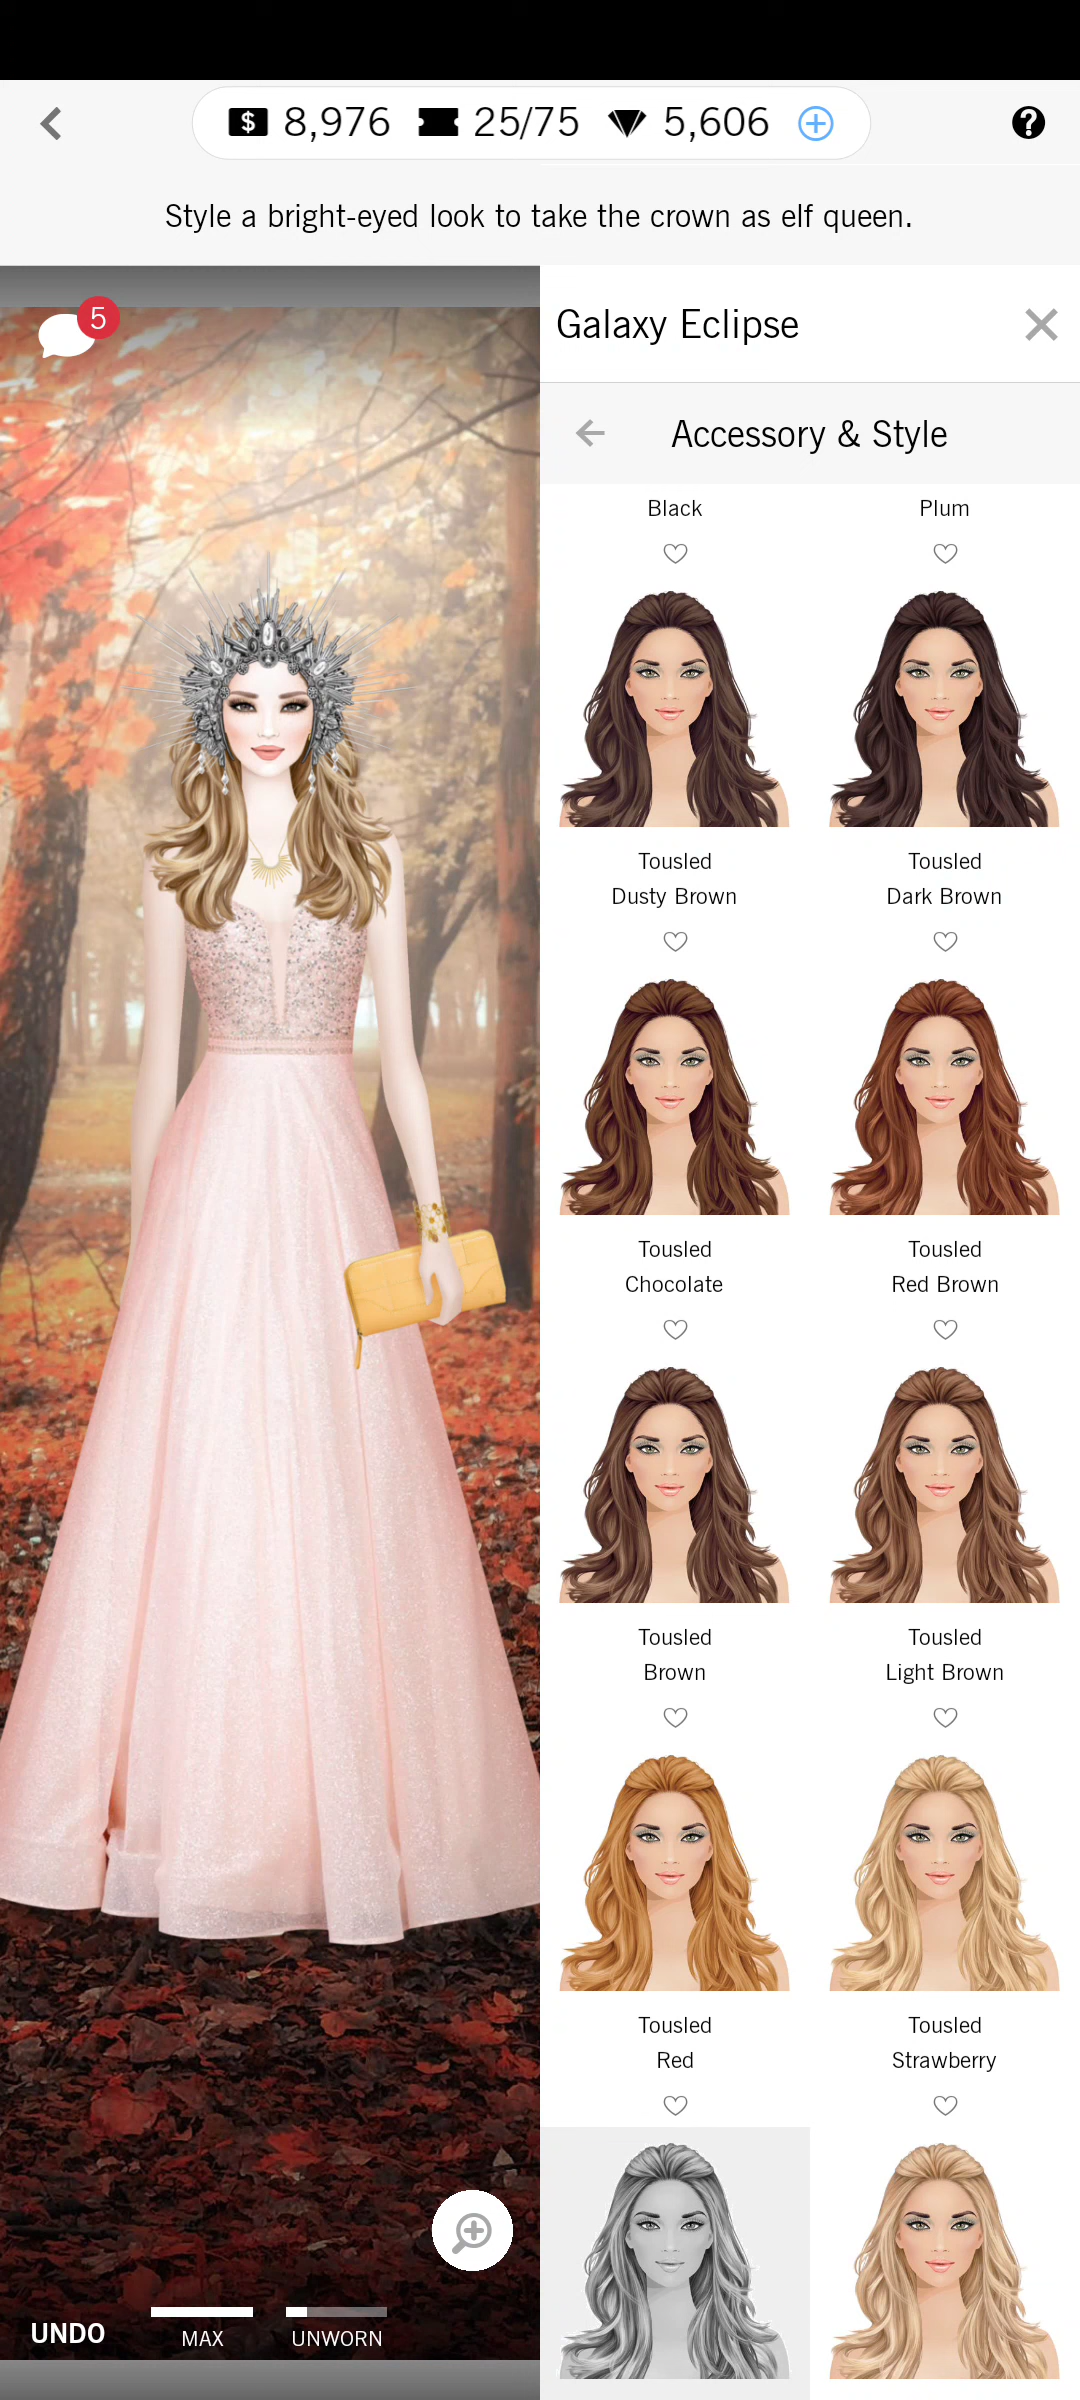 $ 8,976 25/75 5,606
Style a bright-eyed look to take the crown as elf queen.
5
Galaxy Eclipse
Accessory & Style
Black
Plum
Tousled
Dusty Brown
Tousled
Dark Brown
Tousled
Chocolate
Tousled
Red Brown
Tousled
Brown
Tousled
Light Brown
Tousled
Red
Tousled
Strawberry
UNDO
MAX
UNWORN